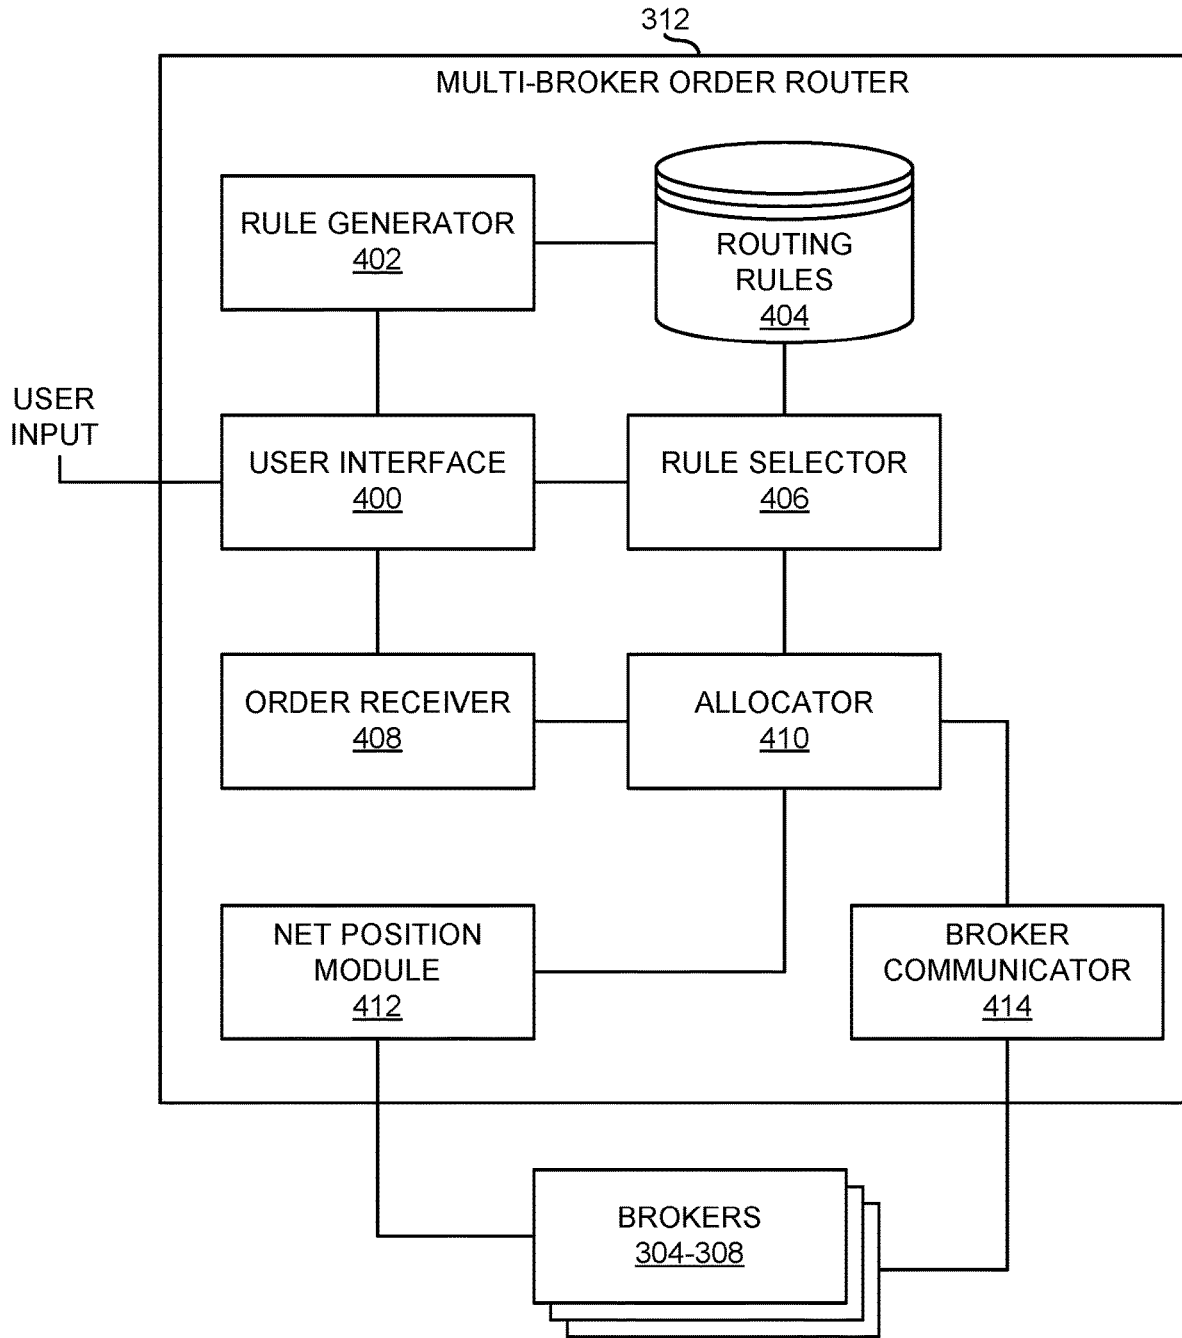 312
MULTI-BROKER ORDER ROUTER
RULE GENERATOR
402
ROUTING
RULES
404
USER
INPUT
USER INTERFACE
400
RULE SELECTOR
406
ORDER RECEIVER
408
ALLOCATOR
410
NET POSITION
MODULE
412
BROKER
COMMUNICATOR
414
BROKERS
304-308